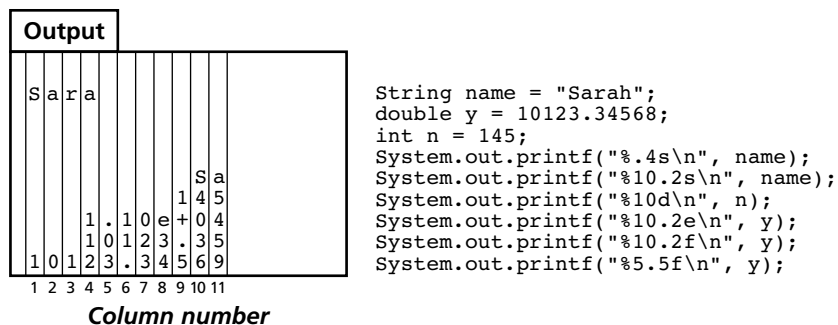 Output
Sara
Sa
145
1.10e+04
10123.35
10123.34569
1 2 3 4 5 6 7 8 9 10 11
Column number
String name = "Sarah";
double y = 10123.34568;
int n = 145;
System.out.printf("%.4s\n", name);
System.out.printf("%10.2s\n", name);
System.out.printf("%10d\n", n);
System.out.printf("%10.2e\n", y);
System.out.printf("%10.2f\n", y);
System.out.printf("%5.5f\n", y);